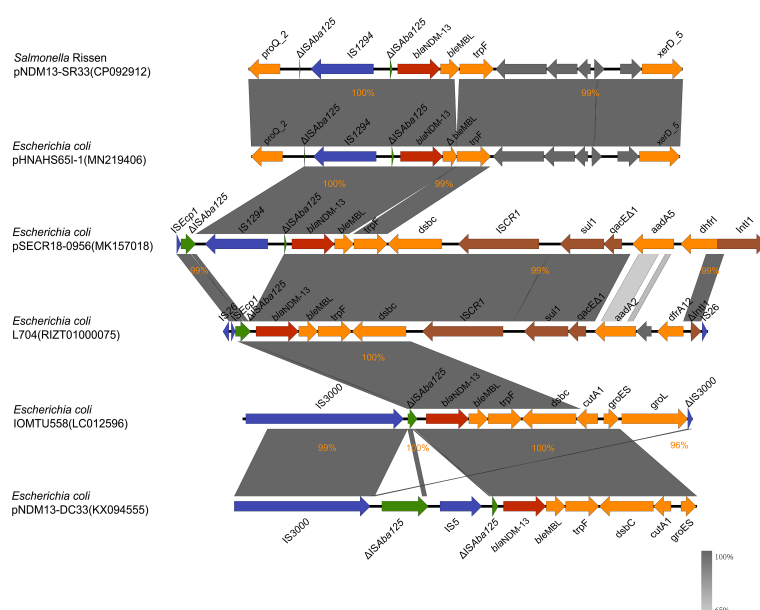 proQ_2 ΔISAba125 IS1294 ΔISAba125 blaNDM-13 bleMBL trpF xerD_5
Salmonella Rissen
pNDM13-SR33(CP092912)
100% 99%
proQ_2 ΔISAba125 IS1294 ΔISAba125 blaNDM-13 Δ bleMBL trpF xerD_5
Escherichia coli
pHNAHS65I-1(MN219406)
100% 99%
ISEcp1 ΔISAba125 IS1294 ΔISAba125 blaNDM-13 bleMBL trpF dsbc ISCR1 sul1 qacEΔ1 aadA5 dhfrI IntI1
Escherichia coli
pSECR18-0956(MK157018)
99% 99% 99%
IS26 ISEcp1 ΔISAba125 blaNDM-13 bleMBL trpF dsbc ISCR1 sul1 qacEΔ1 aadA2 dfrA12 ΔIntI1 IS26
Escherichia coli
L704(RIZT01000075)
100%
IS3000 ΔISAba125 blaNDM-13 bleMBL trpF dsbc cutA1 groES groL ΔIS3000
Escherichia coli
IOMTU558(LC012596)
99% 100% 100% 96%
Escherichia coli
pNDM13-DC33(KX094555)
IS3000 ΔISAba125 IS5 ΔISAba125 blaNDM-13 bleMBL trpF dsbC cutA1 groES
100%
65%